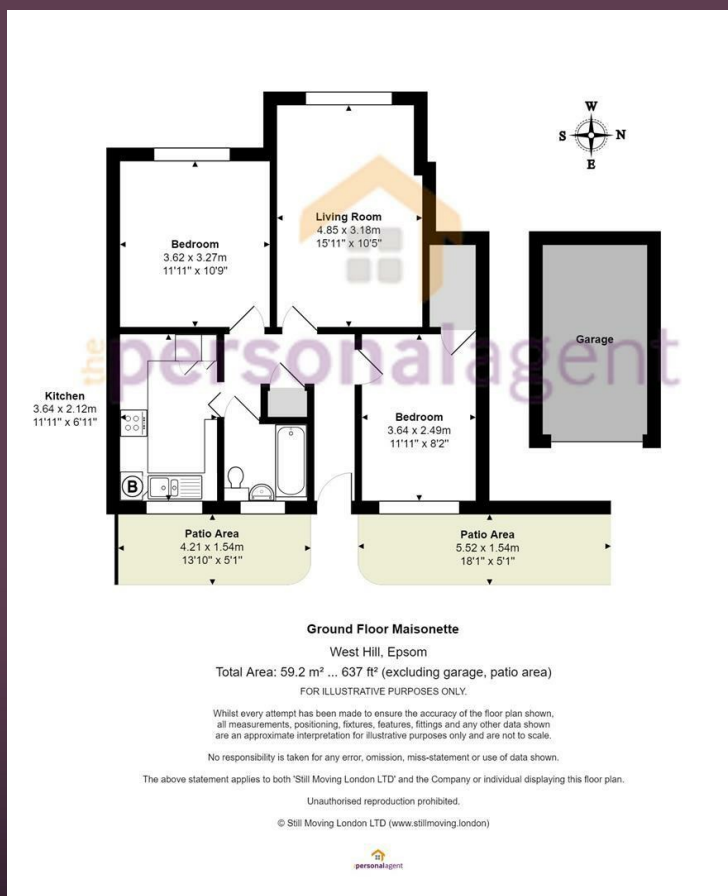 W
S N
E
Living Room
4.85 x 3.18m
15'11" x 10'5"
Bedroom
3.62 x 3.27m
11'11" x 10'9"
Garage
the personal agent
Kitchen
3.64 x 2.12m
11'11" x 6'11"
Bedroom
3.64 x 2.49m
11'11" x 8'2"
B
Patio Area
4.21 x 1.54m
13'10" x 5'1"
Patio Area
5.52 x 1.54m
18'1" x 5'1"
Ground Floor Maisonette
West Hill, Epsom
Total Area: 59.2 m² ... 637 ft² (excluding garage, patio area)
FOR ILLUSTRATIVE PURPOSES ONLY.
Whilst every attempt has been made to ensure the accuracy of the floor plan shown,
all measurements, positioning, fixtures, features, fittings and any other data shown
are an approximate interpretation for illustrative purposes only and are not to scale.
No responsibility is taken for any error, omission, miss-statement or use of data shown.
The above statement applies to both 'Still Moving London LTD' and the Company or individual displaying this floor plan.
Unauthorised reproduction prohibited.
© Still Moving London LTD (www.stillmoving.london)
personalagent